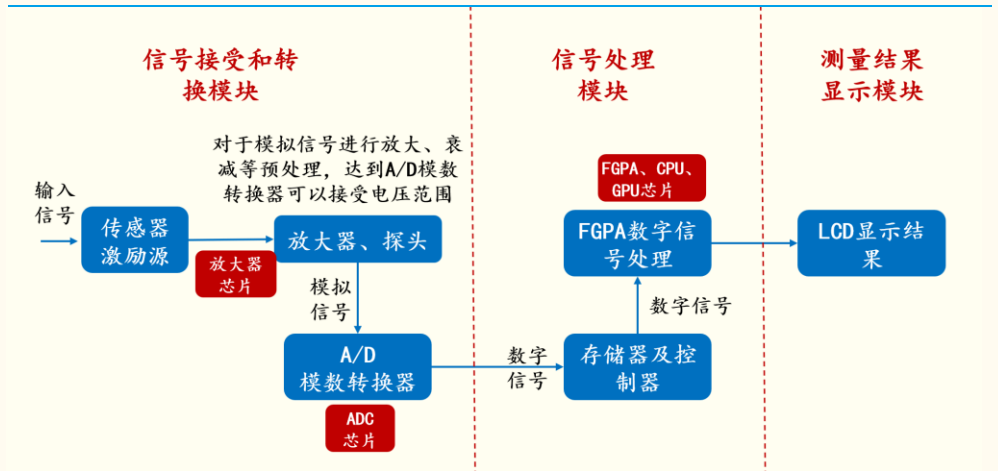 信号接受和转
换模块
信号处理
模块
测量结果
显示模块
对于模拟信号进行放大、衰
减等预处理，达到A/D模数
转换器可以接受电压范围
输入
信号
传感器
激励源
放大器
芯片
放大器、探头
模拟
信号
A/D
模数转换器
ADC
芯片
数字
信号
FGPA、CPU、
GPU芯片
FGPA数字信
号处理
数字信号
存储器及控
制器
LCD显示结
果